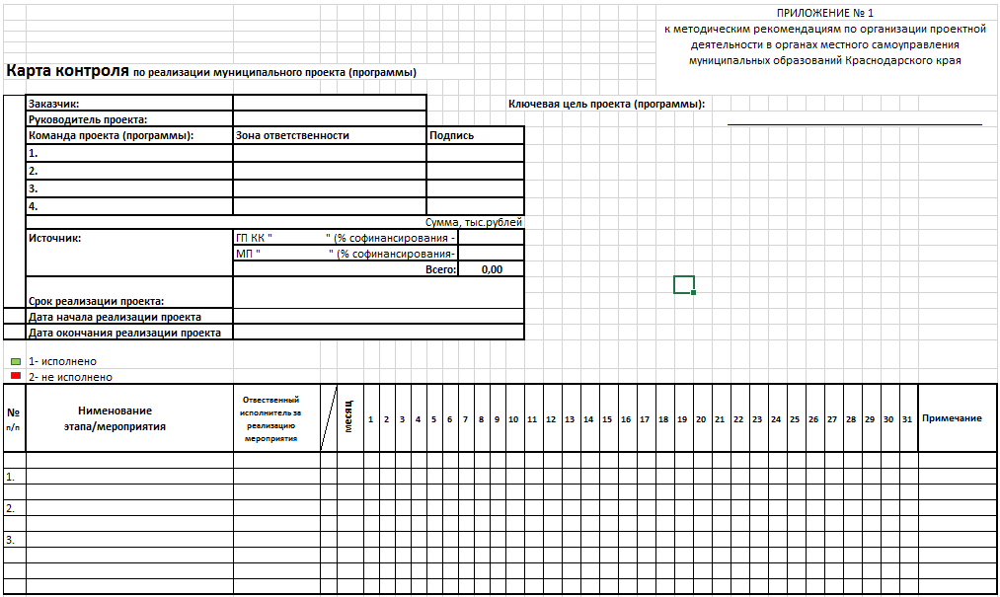 ПРИЛОЖЕНИЕ № 1
к методическим рекомендациям по организации проектной
деятельности в органах местного самоуправления
муниципальных образований Краснодарского края
Карта контроля по реализации муниципального проекта (программы)
Заказчик:
Ключевая цель проекта (программы):
Руководитель проекта:
Команда проекта (программы): Зона ответственности Подпись
1.
2.
3.
4.
Сумма, тыс.рублей
Источник: ГП КК " " (% софинансирования -
МП " " (% софинансирования-
Всего: 0,00
Срок реализации проекта:
Дата начала реализации проекта
Дата окончания реализации проекта
1- исполнено
2- не исполнено
№ п/п
Нименование
этапа/мероприятия
Отвественный
исполнитель за
реализацию
мероприятия
месяц
1 2 3 4 5 6 7 8 9 10 11 12 13 14 15 16 17 18 19 20 21 22 23 24 25 26 27 28 29 30 31 Примечание
1.
2.
3.